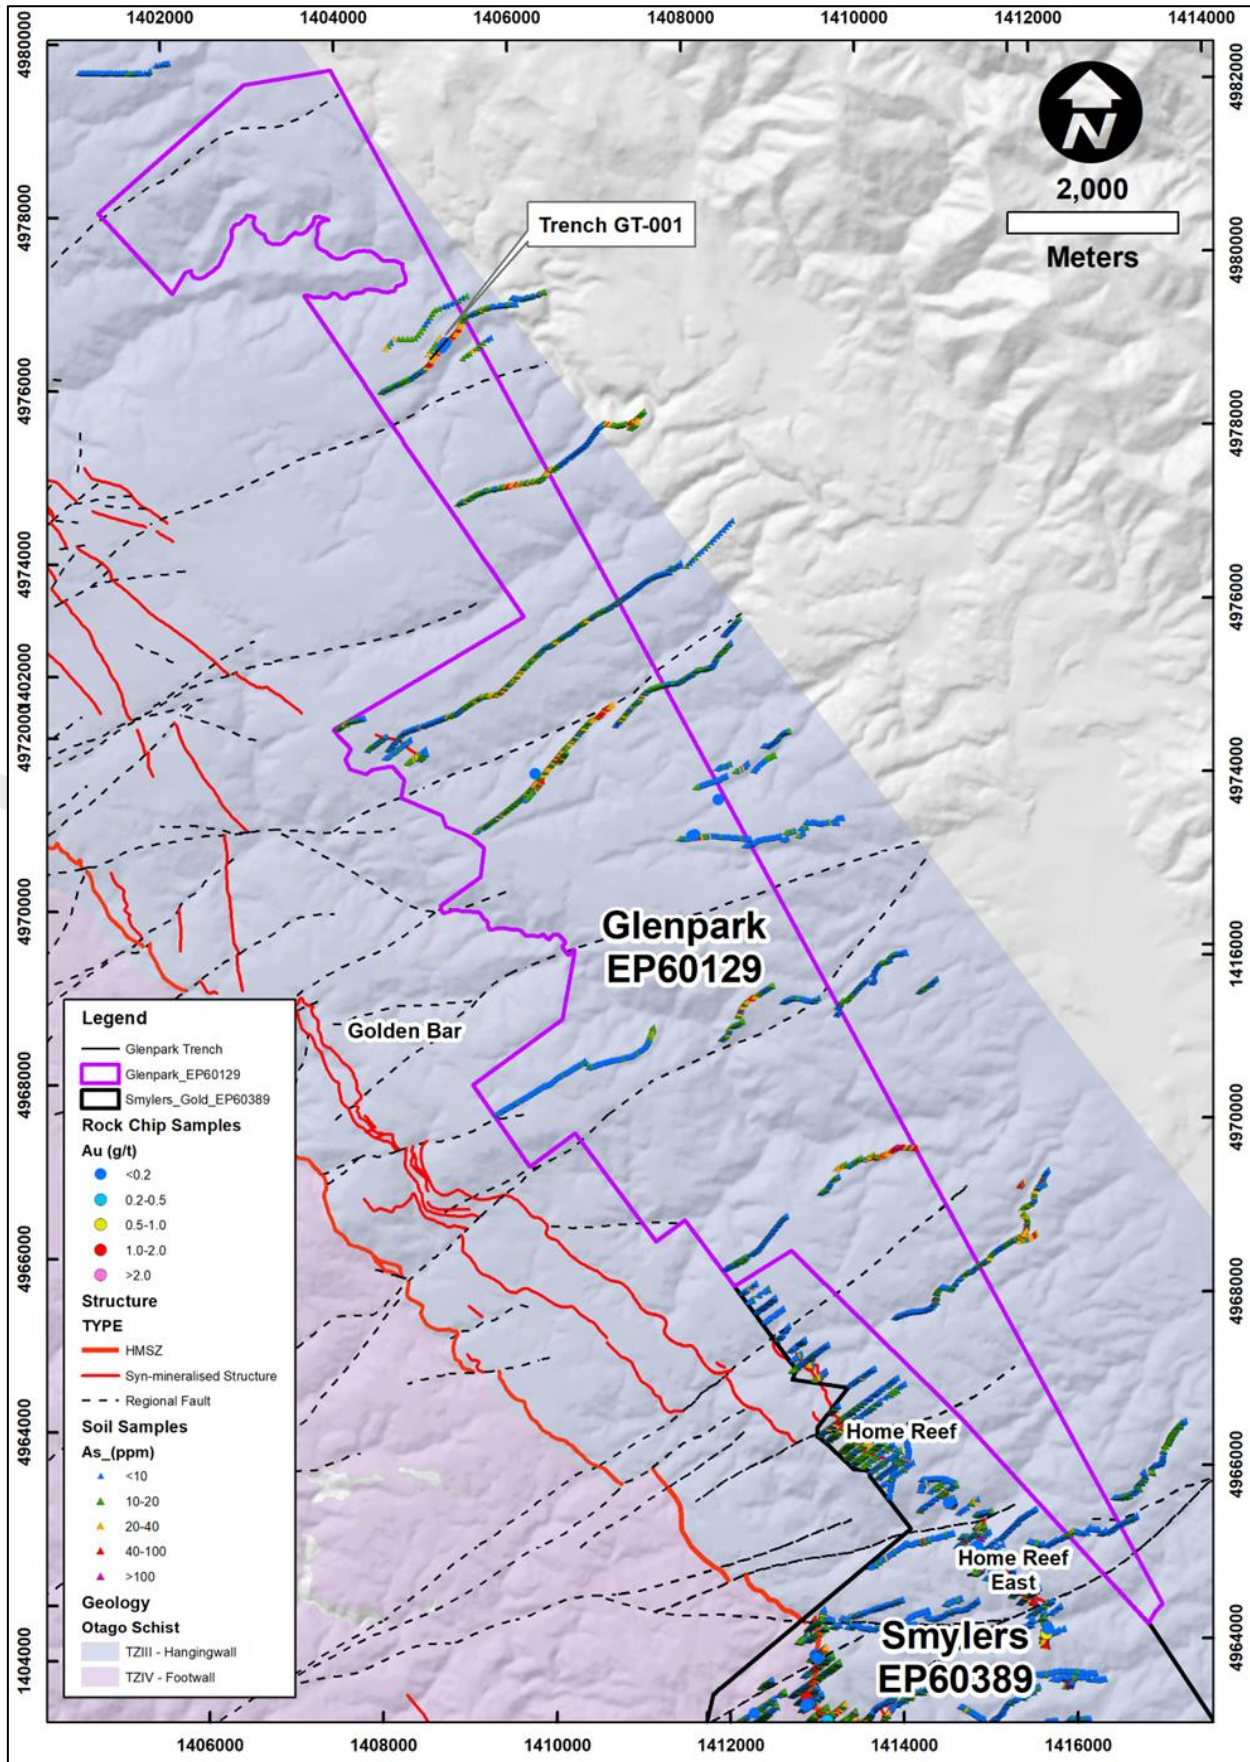 1402000
1404000
1406000
1408000
1410000
1412000
1414000
4980000
4978000
4976000
4974000
1402000
4972000
4970000
4968000
4966000
4964000
1404000
4982000
4980000
4978000
4976000
4974000
1416000
4970000
4968000
4966000
4964000
N
2,000
Meters
Trench GT-001
Glenpark
EP60129
Golden Bar
Home Reef
Home Reef
East
Smylers
EP60389
Legend
Glenpark Trench
Glenpark_EP60129
Smylers_Gold_EP60389
Rock Chip Samples
Au (g/t)
<0.2
0.2-0.5
0.5-1.0
1.0-2.0
>2.0
Structure
TYPE
HMSZ
Syn-mineralised Structure
Regional Fault
Soil Samples
As_(ppm)
<10
10-20
20-40
40-100
>100
Geology
Otago Schist
TZIII - Hangingwall
TZIV - Footwall
1406000
1408000
1410000
1412000
1414000
1416000